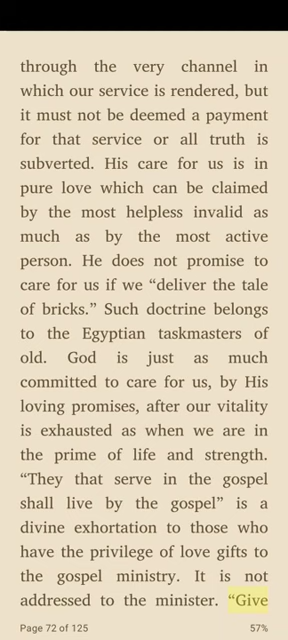 through the very channel in
which our service is rendered, but
it must not be deemed a payment
for that service or all truth is
subverted. His care for us is in
pure love which can be claimed
by the most helpless invalid as
much as by the most active
person. He does not promise to
care for us if we “deliver the tale
of bricks.” Such doctrine belongs
to the Egyptian taskmasters of
old. God is just as much
committed to care for us, by His
loving promises, after our vitality
is exhausted as when we are in
the prime of life and strength.
“They that serve in the gospel
shall live by the gospel” is a
divine exhortation to those who
have the privilege of love gifts to
the gospel ministry. It is not
addressed to the minister. “Give
Page 72 of 125 57%